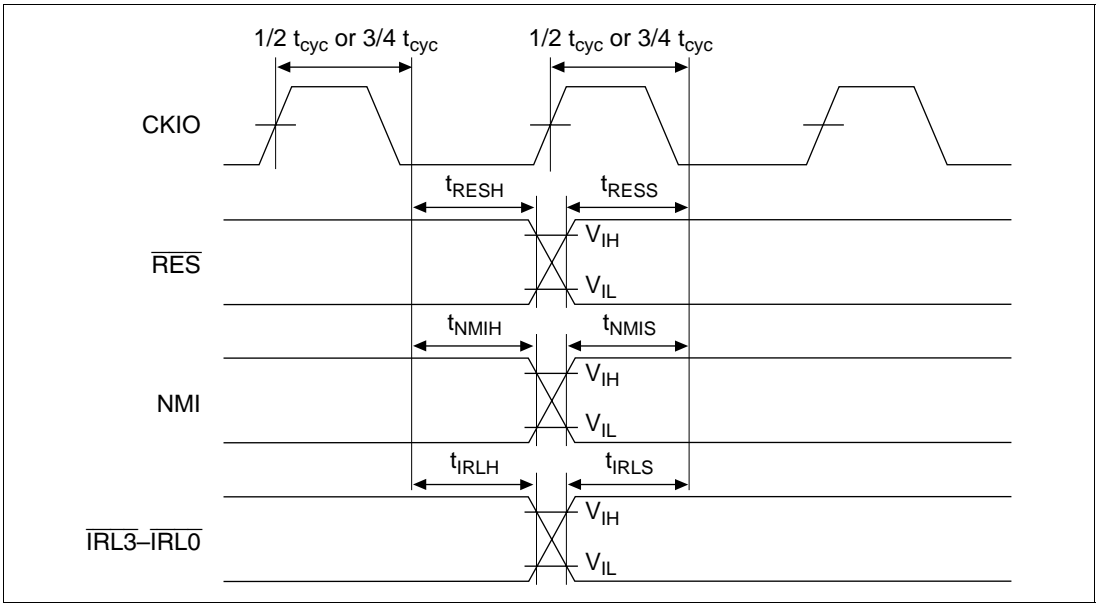 1/2 tcyc or 3/4 tcyc 1/2 tcyc or 3/4 tcyc
CKIO
tRESH tRESS
VIH
RES
VIL
tNMIH tNMIS
VIH
NMI
VIL
tIRLH tIRLS
VIH
IRL3–IRL0
VIL